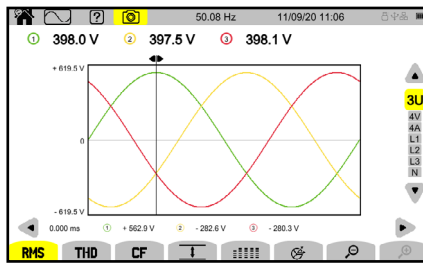 ? 50.08 Hz 11/09/20 11:06
1 398.0 V 2 397.5 V 3 398.1 V
+ 619.5 V
0
- 619.5 V
3U
4V
4A
L1
L2
L3
N
0.000 ms 1 + 562.9 V 2 - 282.6 V 3 - 280.3 V
RMS THD CF